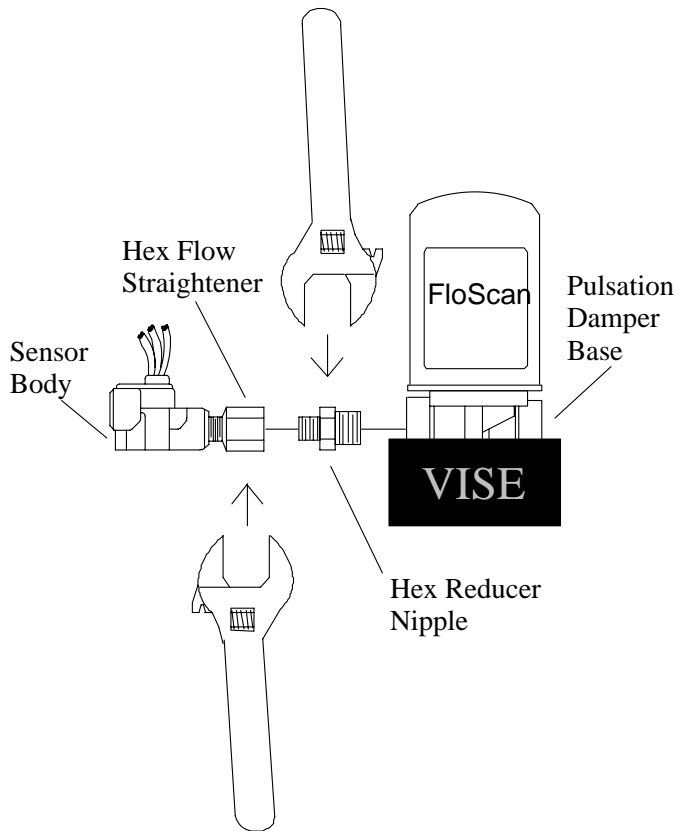 Hex Flow
Straightener
FloScan
Pulsation
Damper
Base
Sensor
Body
VISE
Hex Reducer
Nipple